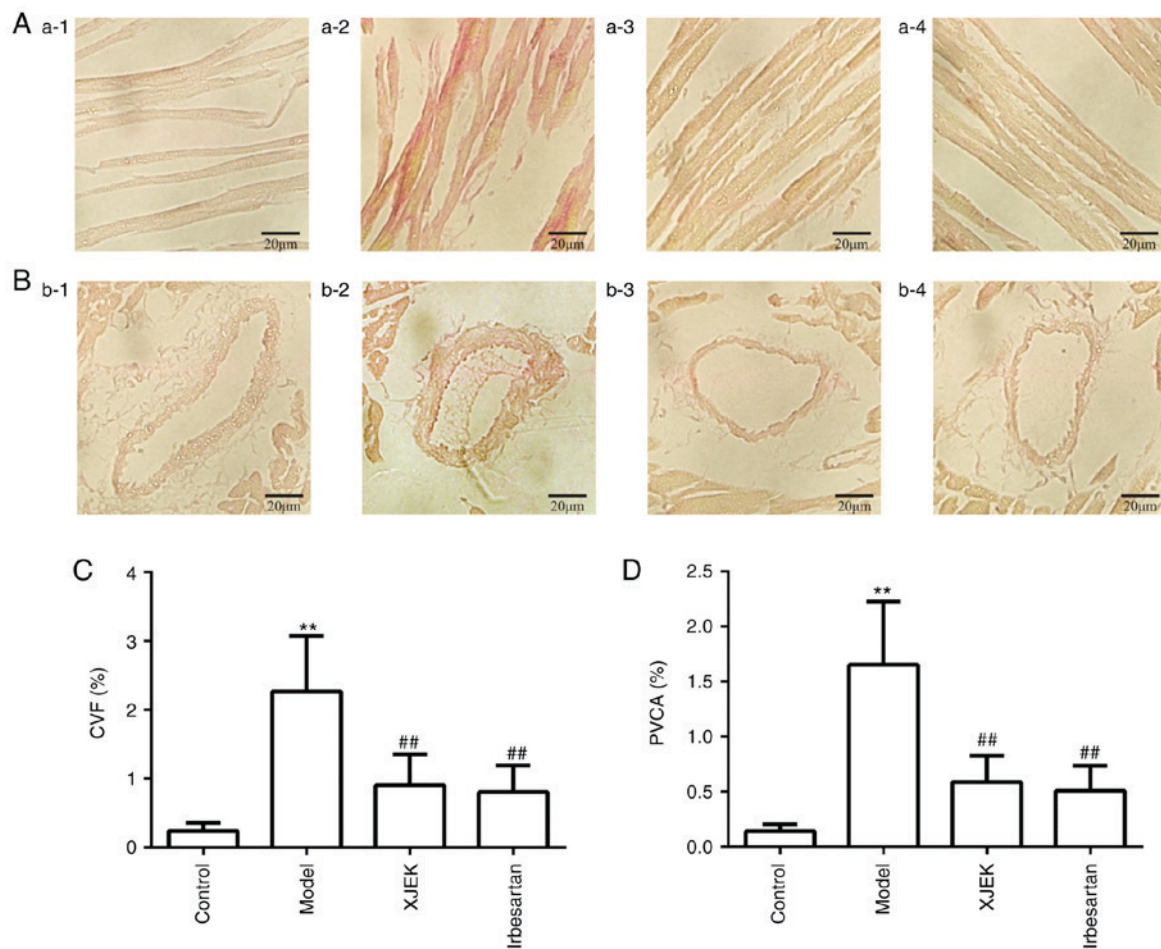 A
a-1
a-2
a-3
a-4
20μm
20μm
20μm
20μm
B
b-1
b-2
b-3
b-4
20μm
20μm
20μm
20μm
C
CVF (%)
4
3
2
1
0
**
##
##
Control
Model
XJEK
Irbesartan
D
PVCA (%)
2.5
2.0
1.5
1.0
0.5
0.0
**
##
##
Control
Model
XJEK
Irbesartan